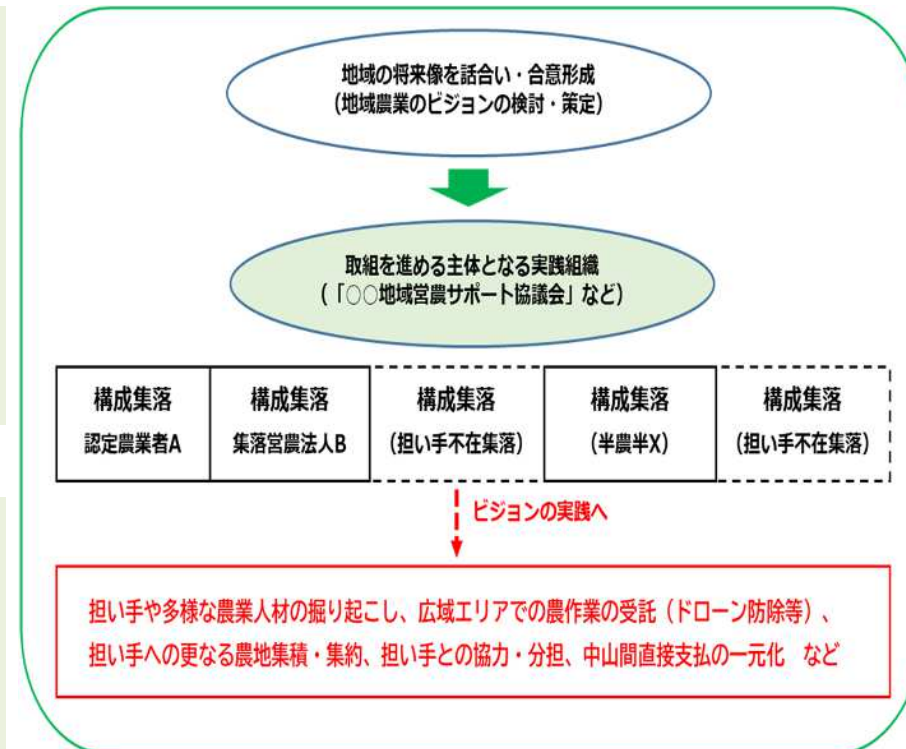 地域の将来像を話合い・合意形成
（地域農業のビジョンの検討・策定）
取組を進める主体となる実践組織
（「○○地域営農サポート協議会」など）
構成集落
認定農業者A
構成集落
集落営農法人B
構成集落
(担い手不在集落)
構成集落
(半農半X)
構成集落
(担い手不在集落)
ビジョンの実践へ
担い手や多様な農業人材の掘り起こし、広域エリアでの農作業の受託（ドローン防除等）、
担い手への更なる農地集積・集約、担い手との協力・分担、中山間直接支払の一元化　など